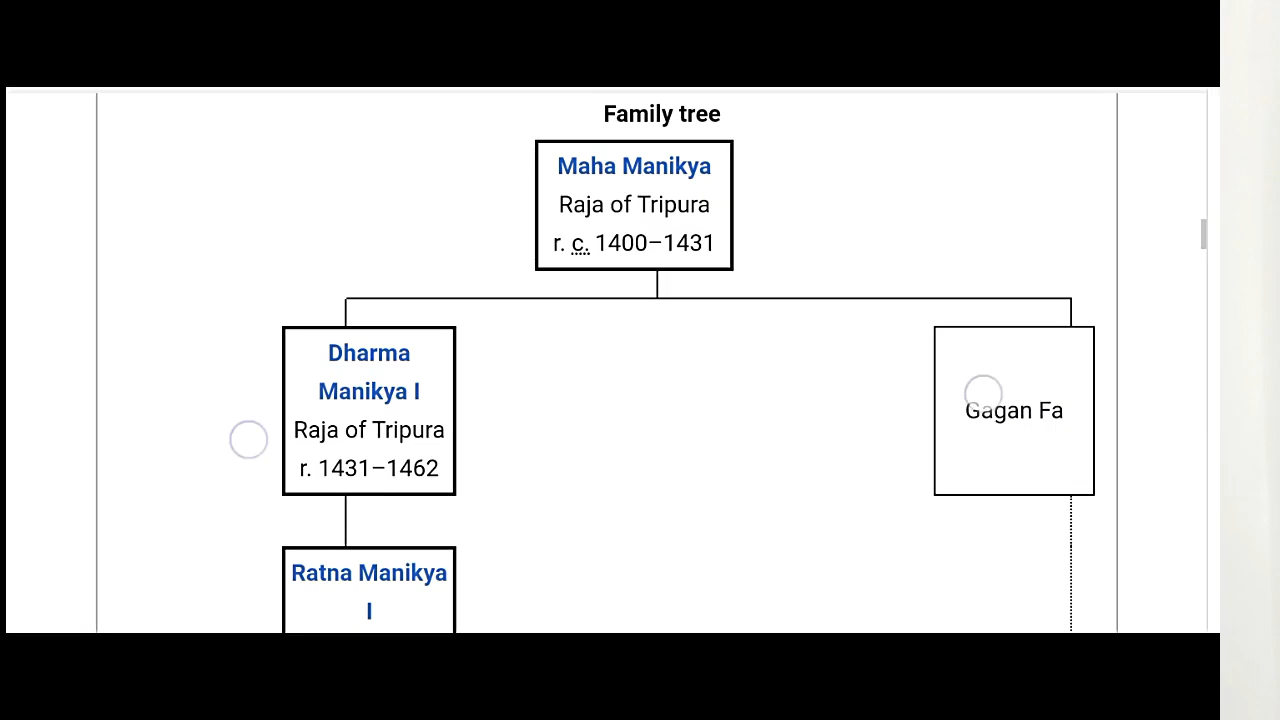 Family tree
Maha Manikya
Raja of Tripura
r. c. 1400–1431
Dharma
Manikya I
Raja of Tripura
r. 1431–1462
Gagan Fa
Ratna Manikya
I